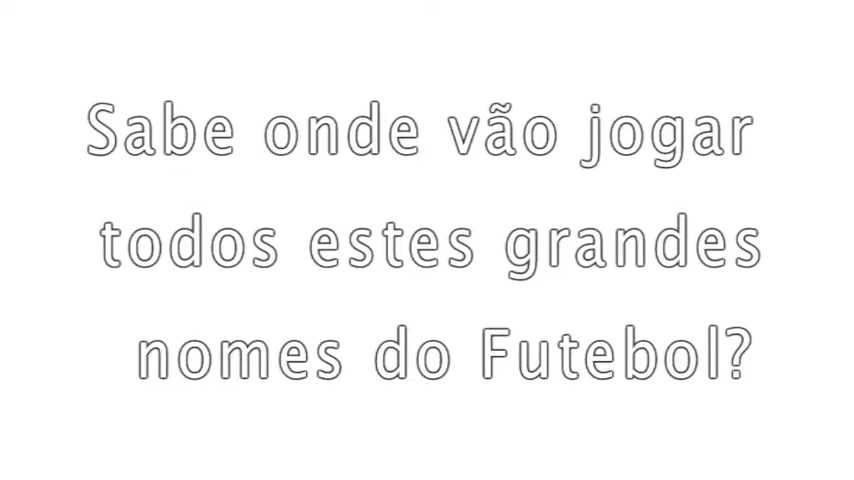 Sabe onde vão jogar
todos estes grandes
nomes do Futebol?